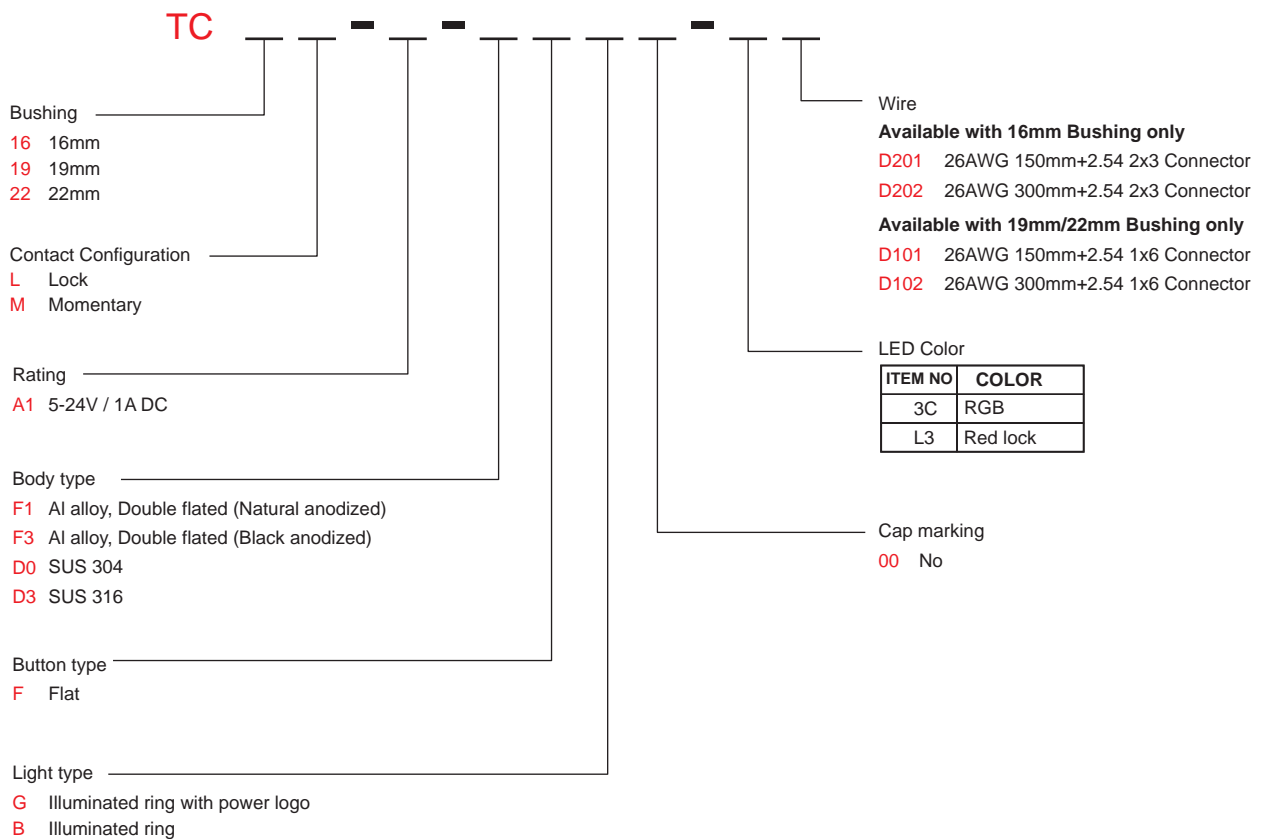 TC
Bushing
16 16mm
19 19mm
22 22mm
Contact Configuration
L Lock
M Momentary
Rating
A1 5-24V / 1A DC
Body type
F1 Al alloy, Double flated (Natural anodized)
F3 Al alloy, Double flated (Black anodized)
D0 SUS 304
D3 SUS 316
Button type
F Flat
Light type
G Illuminated ring with power logo
B Illuminated ring
Wire
Available with 16mm Bushing only
D201 26AWG 150mm+2.54 2x3 Connector
D202 26AWG 300mm+2.54 2x3 Connector
Available with 19mm/22mm Bushing only
D101 26AWG 150mm+2.54 1x6 Connector
D102 26AWG 300mm+2.54 1x6 Connector
LED Color
ITEM NO COLOR
3C RGB
L3 Red lock
Cap marking
00 No